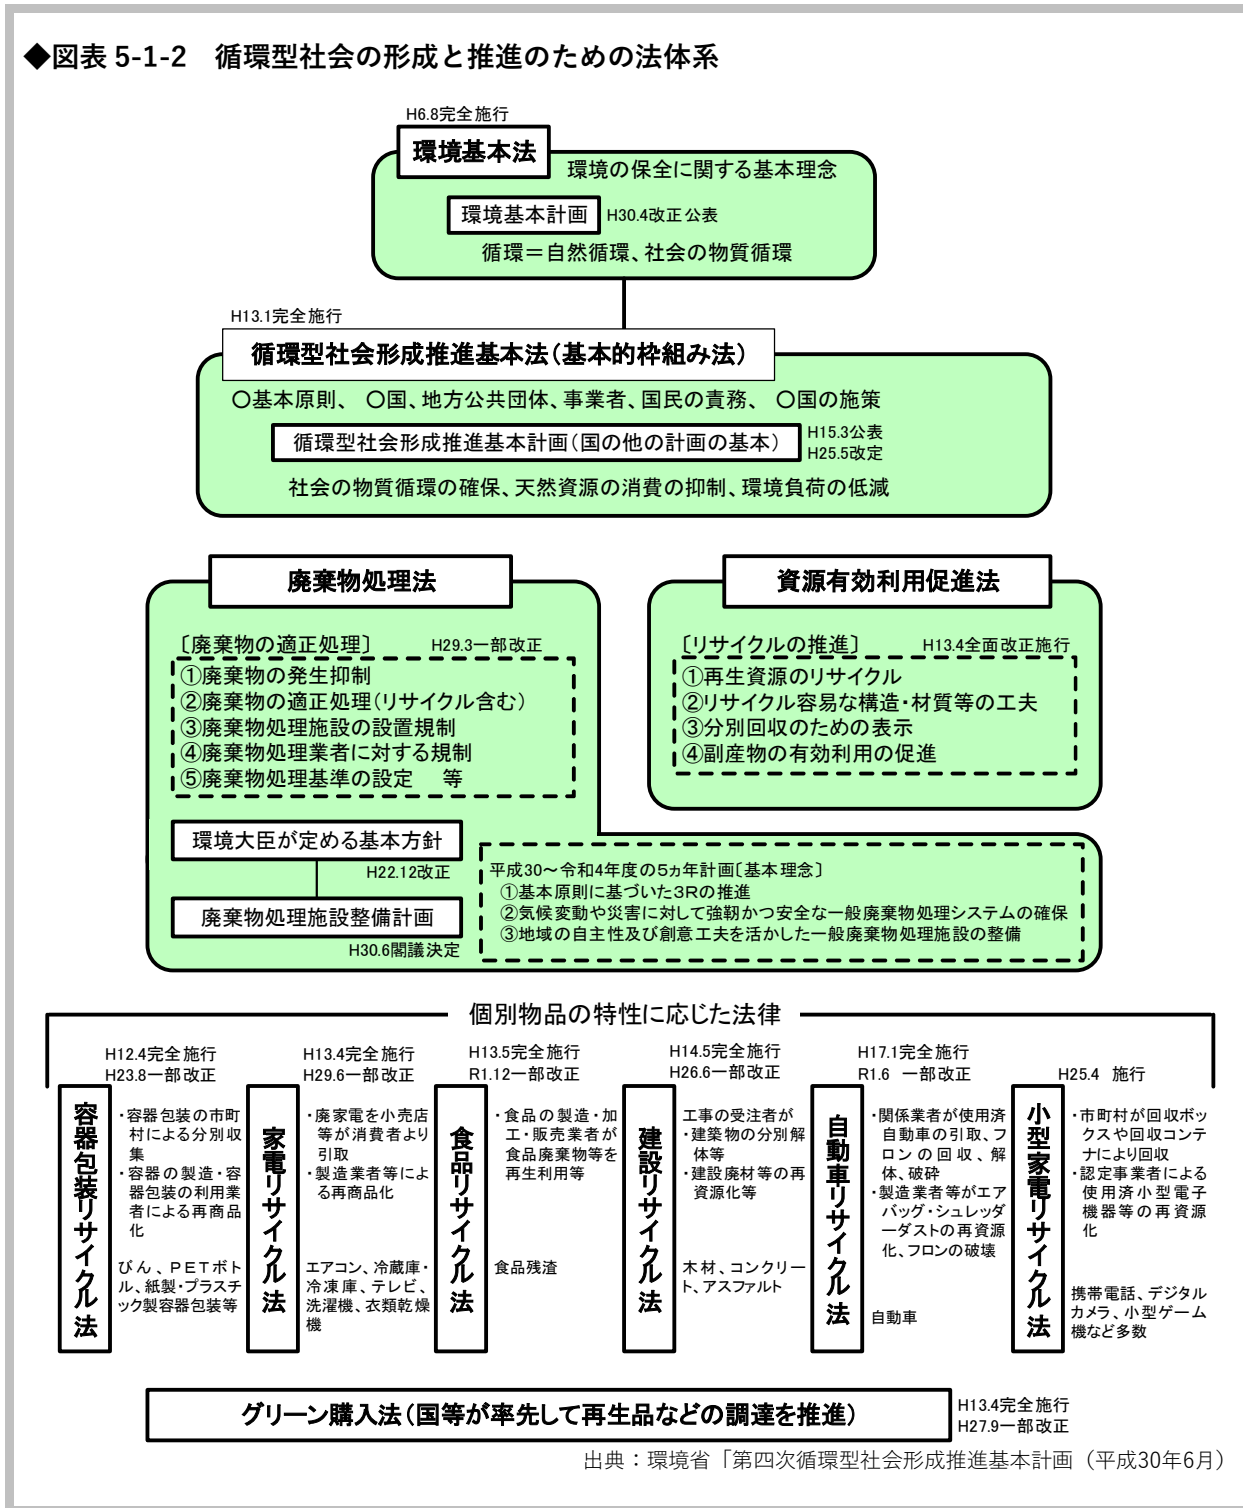 ◆図表 5-1-2　循環型社会の形成と推進のための法体系
H6.8完全施行
環境基本法
環境の保全に関する基本理念
環境基本計画
H30.4改正公表
循環＝自然循環、社会の物質循環
H13.1完全施行
循環型社会形成推進基本法（基本的枠組み法）
〇基本原則、　〇国、地方公共団体、事業者、国民の責務、　〇国の施策
循環型社会形成推進基本計画（国の他の計画の基本）
H15.3公表
H25.5改定
社会の物質循環の確保、天然資源の消費の抑制、環境負荷の低減
廃棄物処理法
〔廃棄物の適正処理〕
H29.3一部改正
①廃棄物の発生抑制
②廃棄物の適正処理（リサイクル含む）
③廃棄物処理施設の設置規制
④廃棄物処理業者に対する規制
⑤廃棄物処理基準の設定　等
資源有効利用促進法
〔リサイクルの推進〕
H13.4全面改正施行
①再生資源のリサイクル
②リサイクル容易な構造・材質等の工夫
③分別回収のための表示
④副産物の有効利用の促進
環境大臣が定める基本方針
H22.12改正
廃棄物処理施設整備計画
H30.6閣議決定
平成30～令和4年度の5ヵ年計画〔基本理念〕
①基本原則に基づいた3Rの推進
②気候変動や災害に対して強靭かつ安全な一般廃棄物処理システムの確保
③地域の自主性及び創意工夫を活かした一般廃棄物処理施設の整備
個別物品の特性に応じた法律
H12.4完全施行
H23.8一部改正
容器包装リサイクル法
・容器包装の市町
村による分別収
集
・容器の製造・容
器包装の利用業
者による再商品
化
びん、PETボト
ル、紙製・プラスチ
ック製容器包装等
H13.4完全施行
H29.6一部改正
家電リサイクル法
・廃家電を小売店
等が消費者より
引取
・製造業者等によ
る再商品化
エアコン、冷蔵庫・
冷凍庫、テレビ、
洗濯機、衣類乾燥
機
H13.5完全施行
R1.12一部改正
食品リサイクル法
・食品の製造・加
工・販売業者が
食品廃棄物等を
再生利用等
食品残渣
H14.5完全施行
H26.6一部改正
建設リサイクル法
工事の受注者が
・建築物の分別解
体等
・建設廃材等の再
資源化等
木材、コンクリー
ト、アスファルト
H17.1完全施行
R1.6 一部改正
自動車リサイクル法
・関係業者が使用済
自動車の引取、フ
ロンの回収、解
体、破砕
・製造業者等がエア
バッグ・シュレッダ
ーダストの再資源
化、フロンの破壊
自動車
H25.4 施行
小型家電リサイクル法
・市町村が回収ボッ
クスや回収コンテ
ナにより回収
・認定事業者による
使用済小型電子
機器等の再資源
化
携帯電話、デジタル
カメラ、小型ゲーム
機など多数
グリーン購入法（国等が率先して再生品などの調達を推進）
H13.4完全施行
H27.9一部改正
出典：環境省「第四次循環型社会形成推進基本計画（平成30年6月）